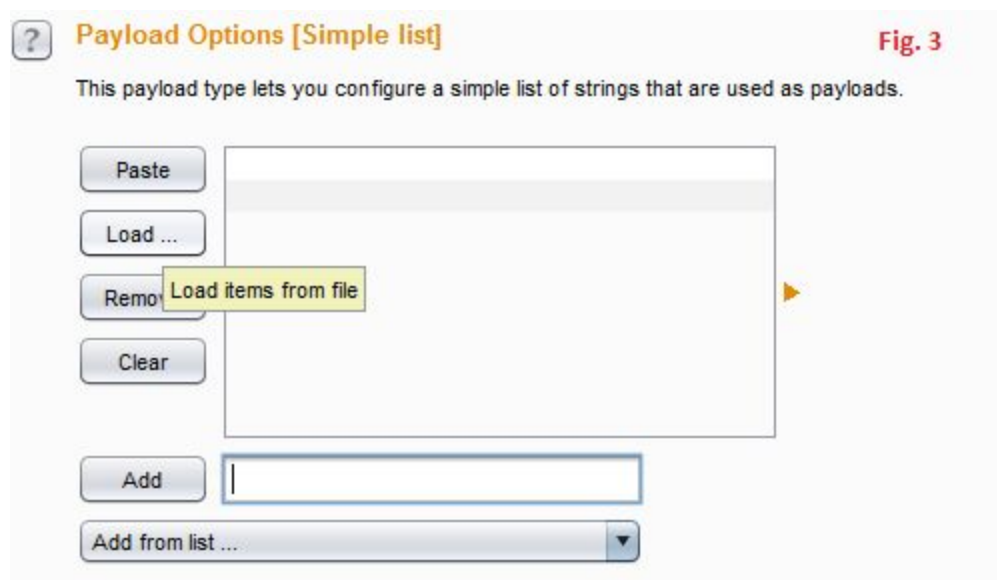 ?
Payload Options [Simple list]
Fig. 3
This payload type lets you configure a simple list of strings that are used as payloads.
Paste
Load ...
Remov
Load items from file
Clear
Add
Add from list ...